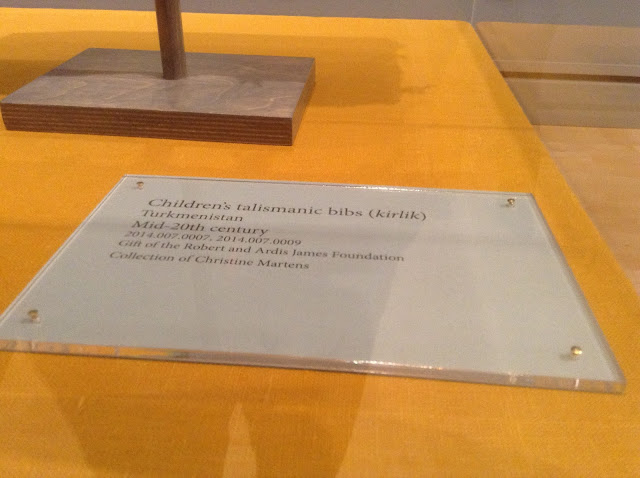 Children's talismanic bibs (kirlik)
Turkmenistan
Mid-20th century
2014.007.0007, 2014.007.0009
Gift of the Robert and Ardis James Foundation
Collection of Christine Martens